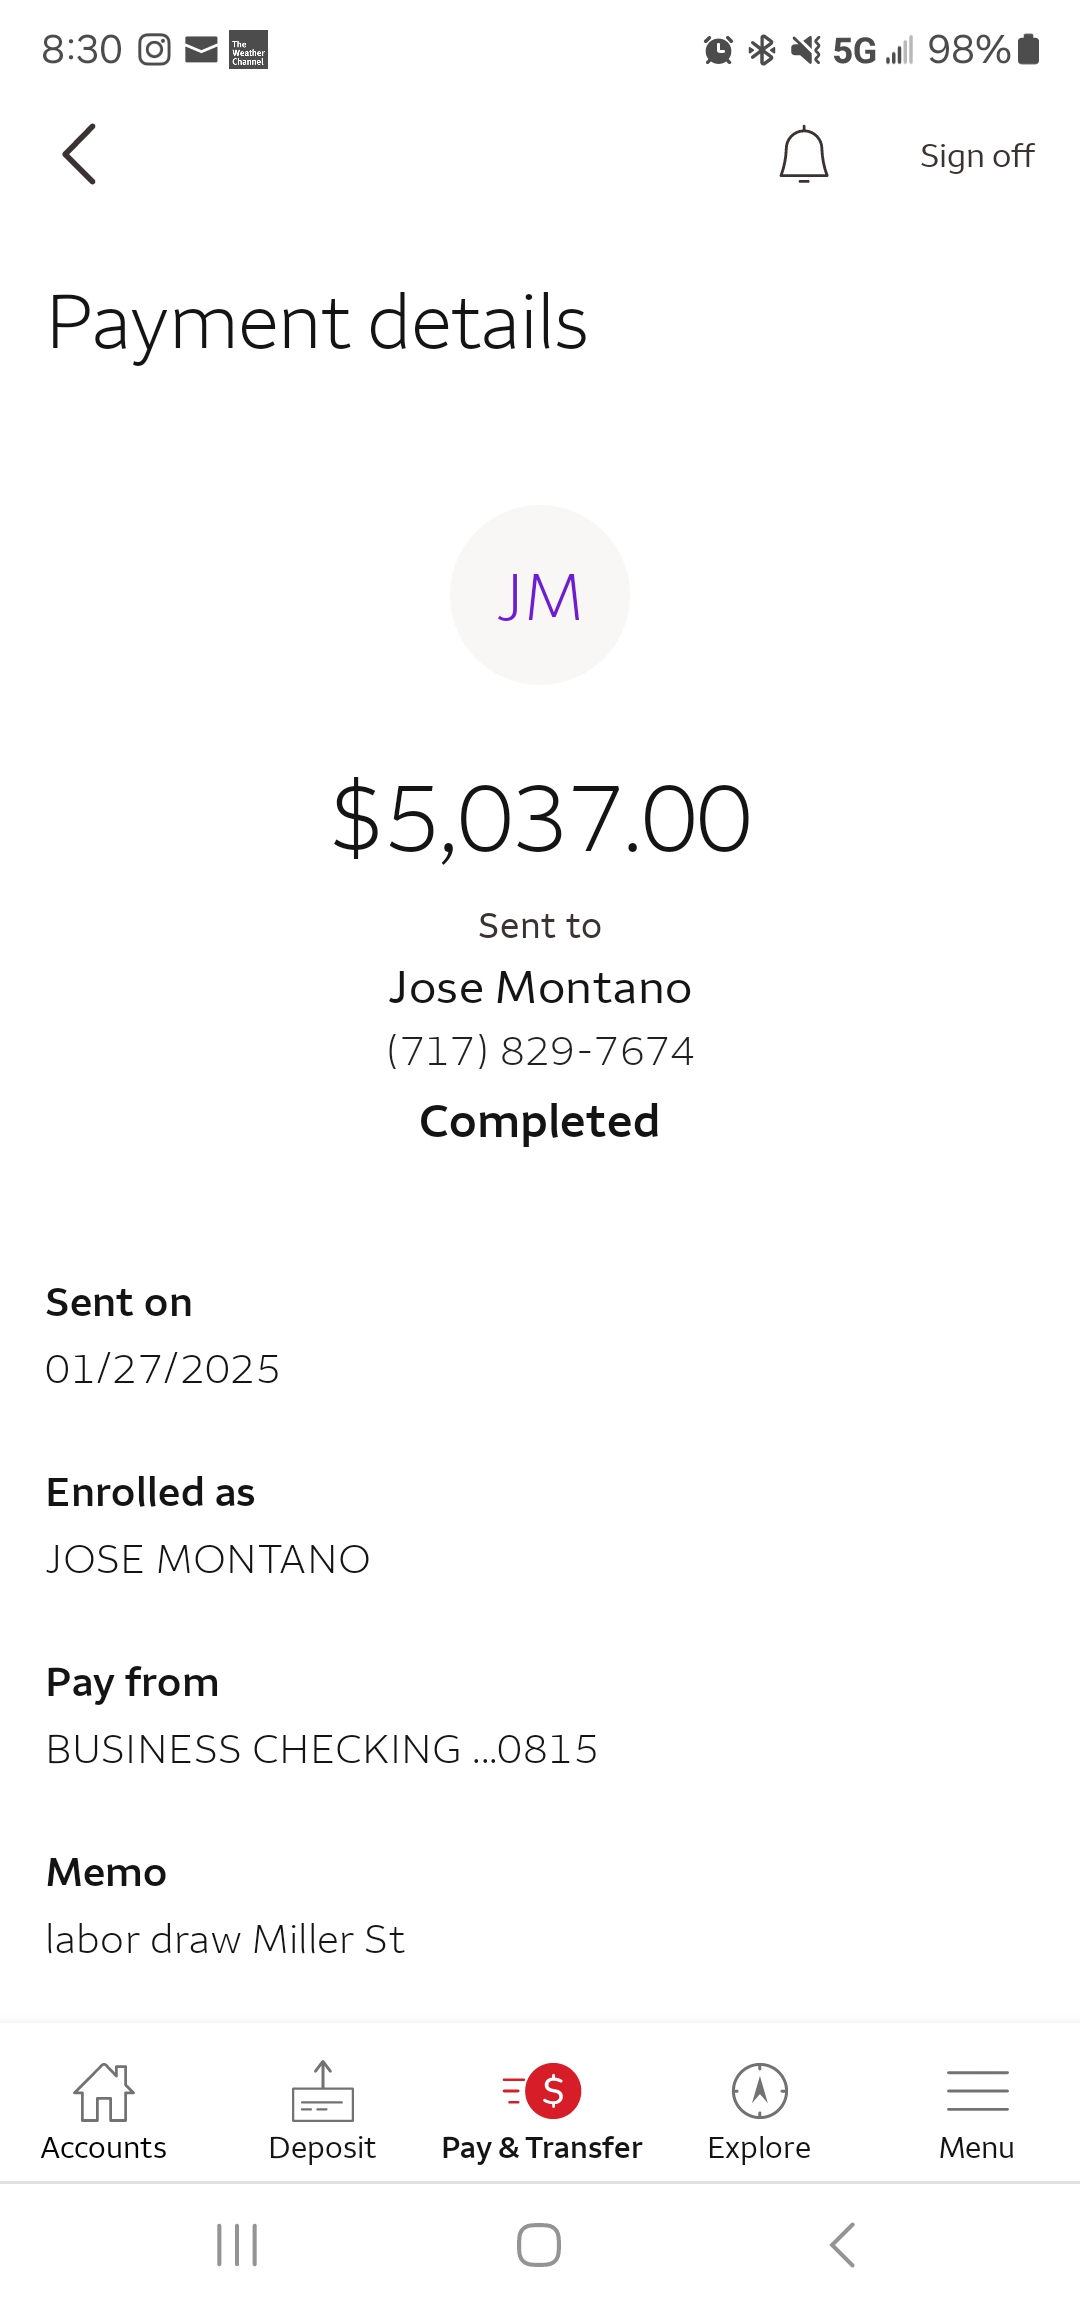 8:30
The
Weather
Channel
5G
98%
Sign off
Payment details
JM
$5,037.00
Sent to
Jose Montano
(717) 829-7674
Completed
Sent on
01/27/2025
Enrolled as
JOSE MONTANO
Pay from
BUSINESS CHECKING ...0815
Memo
labor draw Miller St
$
Accounts
Deposit
Pay & Transfer
Explore
Menu